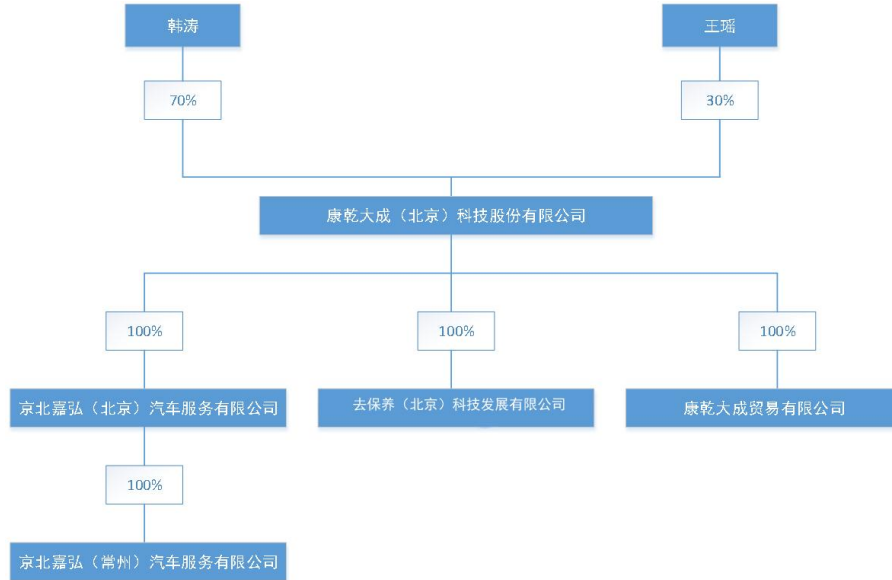 韩涛
王瑶
70%
30%
康乾大成（北京）科技股份有限公司
100%
100%
100%
京北嘉弘（北京）汽车服务有限公司
去保养（北京）科技发展有限公司
康乾大成贸易有限公司
100%
京北嘉弘（常州）汽车服务有限公司